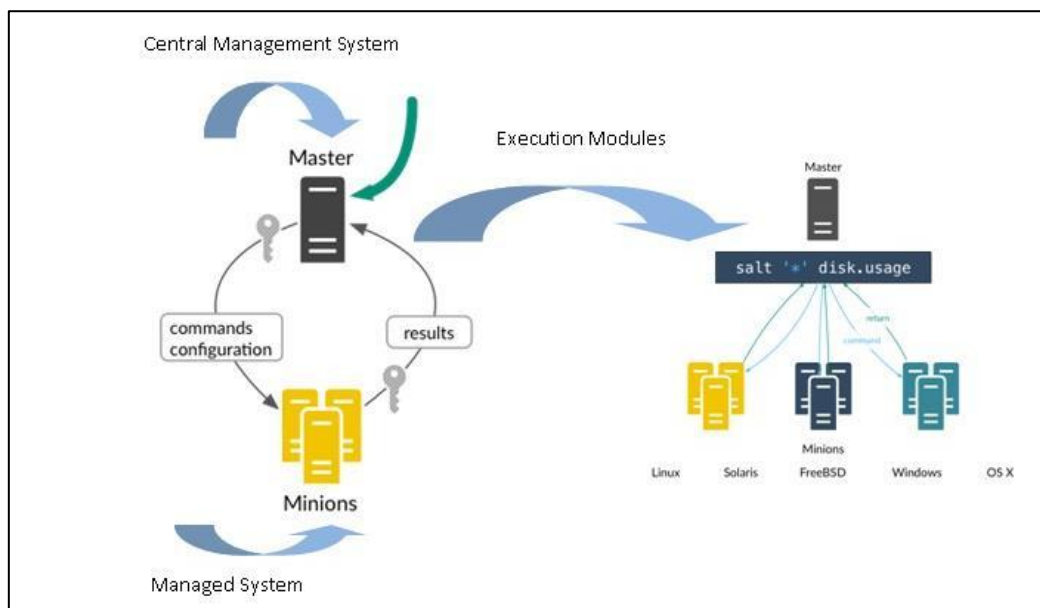 Central Management System
Master
commands
configuration
results
Minions
Managed System
Execution Modules
Master
salt '*' disk.usage
return
command
Minions
Linux Solaris FreeBSD Windows OS X